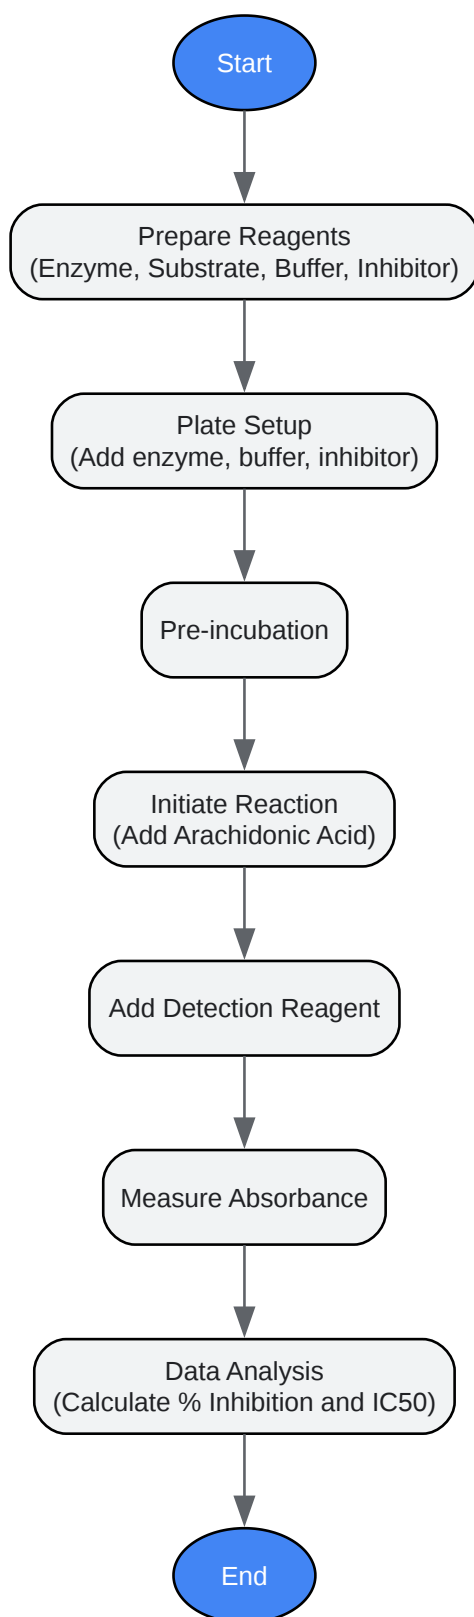 Start
Prepare Reagents
(Enzyme, Substrate, Buffer, Inhibitor)
Plate Setup
(Add enzyme, buffer, inhibitor)
Pre-incubation
Initiate Reaction
(Add Arachidonic Acid)
Add Detection Reagent
Measure Absorbance
Data Analysis
(Calculate % Inhibition and IC50)
End